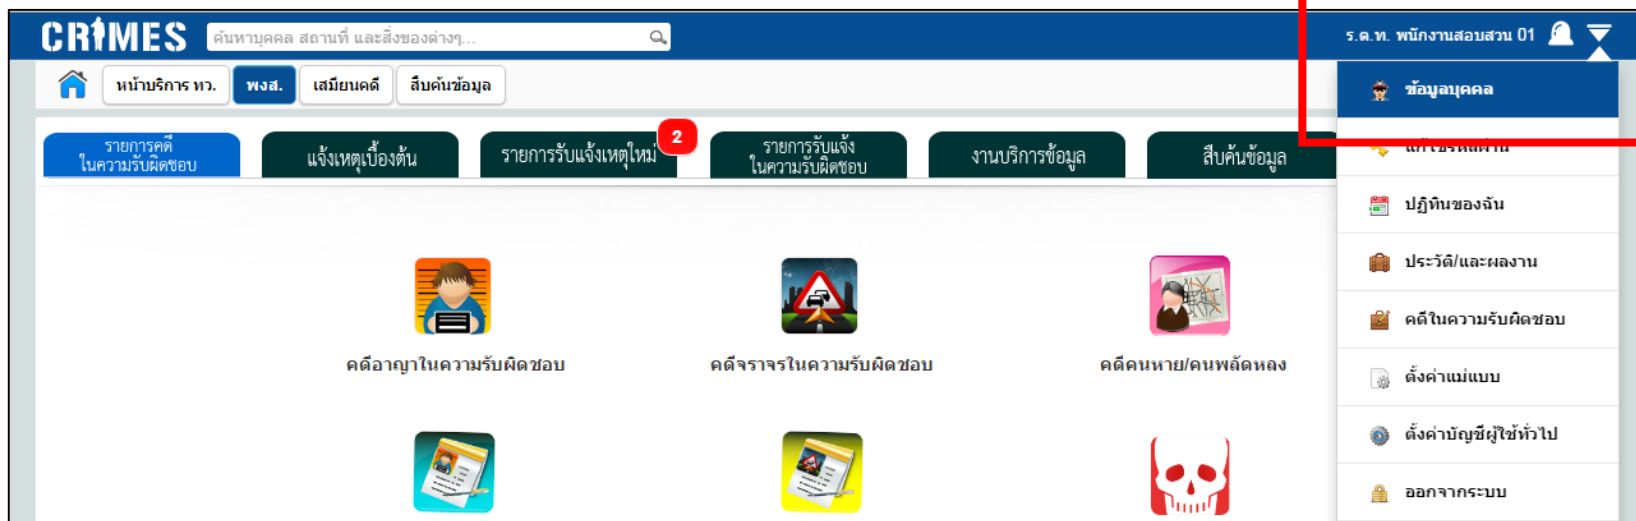 CRIMES
ค้นหาบุคคล สถานที่ และสิ่งของต่างๆ...
ร.ต.ท. พนักงานสอบสวน 01
หน้าบริการ ทว.
พงส.
เสมียนคดี
สืบค้นข้อมูล
รายการคดี
ในความรับผิดชอบ
แจ้งเหตุเบื้องต้น
รายการรับแจ้งเหตุใหม่
2
รายการรับแจ้ง
ในความรับผิดชอบ
งานบริการข้อมูล
สืบค้นข้อมูล
คดีอาญาในความรับผิดชอบ
คดีจราจรในความรับผิดชอบ
คดีคนหาย/คนพลัดหลง
ข้อมูลบุคคล
แก้ไขรหัสผ่าน
ปฏิทินของฉัน
ประวัติ/และผลงาน
คดีในความรับผิดชอบ
ตั้งค่าแม่แบบ
ตั้งค่าบัญชีผู้ใช้ทั่วไป
ออกจากระบบ